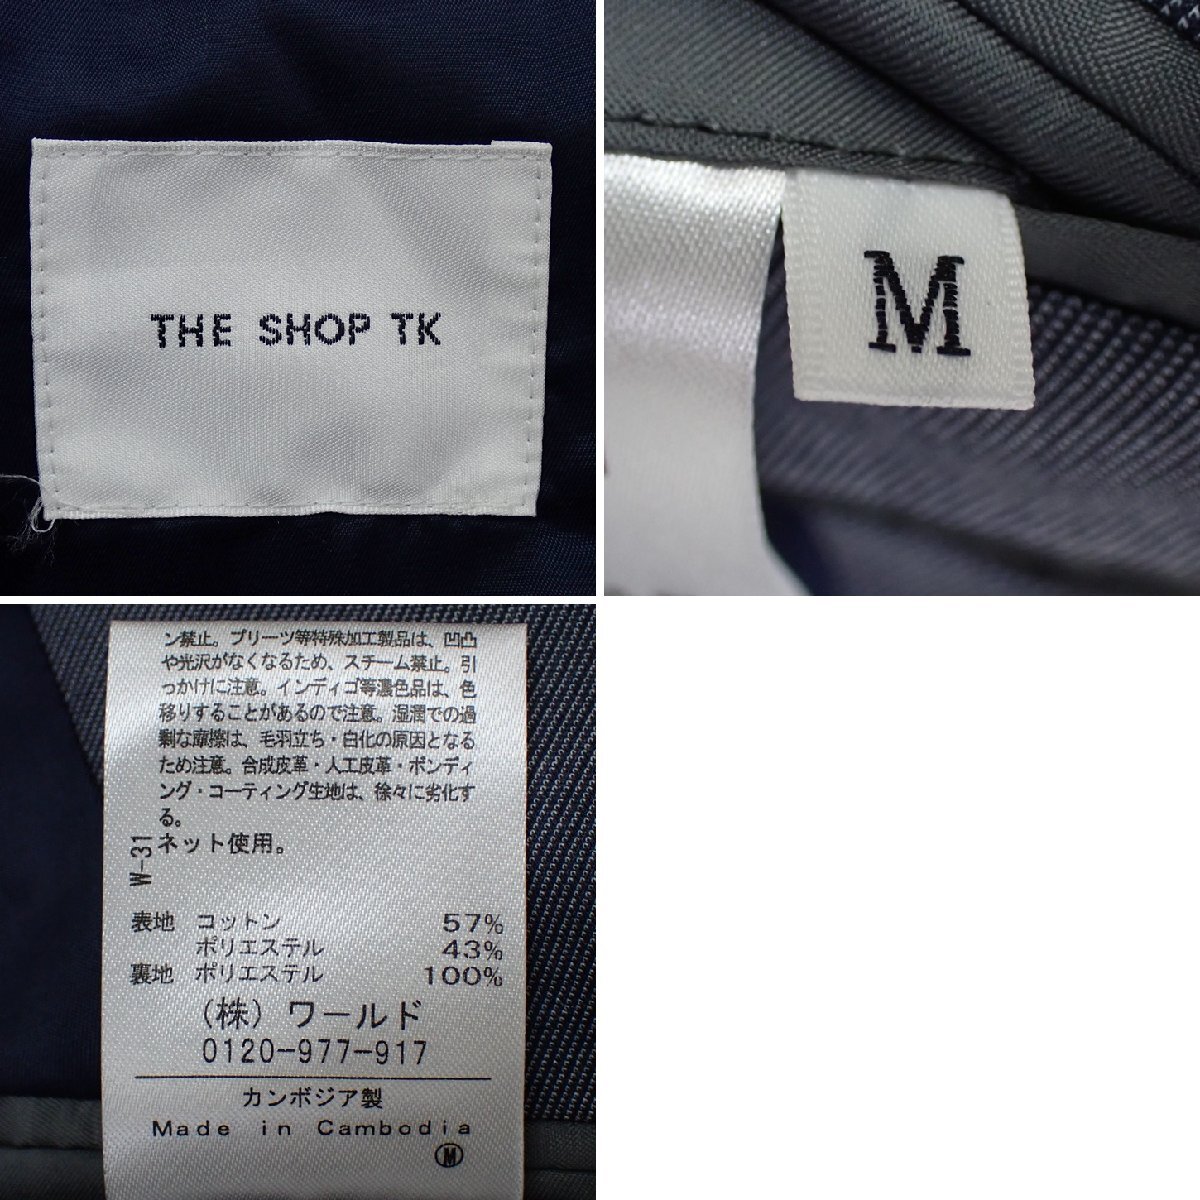 THE SHOP TK
M
ン禁止。プリーツ等特殊加工製品は、凹凸
や光沢がなくなるため、スチーム禁止。引
っかけに注意。インディゴ等濃色品は、色
移りすることがあるので注意。湿潤での過
剰な摩擦は、毛羽立ち・白化の原因となる
ため注意。合成皮革・人工皮革・ボンディ
ング・コーティング生地は、徐々に劣化す
る。
ネット使用。
W-31
表地 コットン 57%
ポリエステル 43%
裏地 ポリエステル 100%
(株) ワールド
0120-977-917
カンボジア製
Made in Cambodia
M